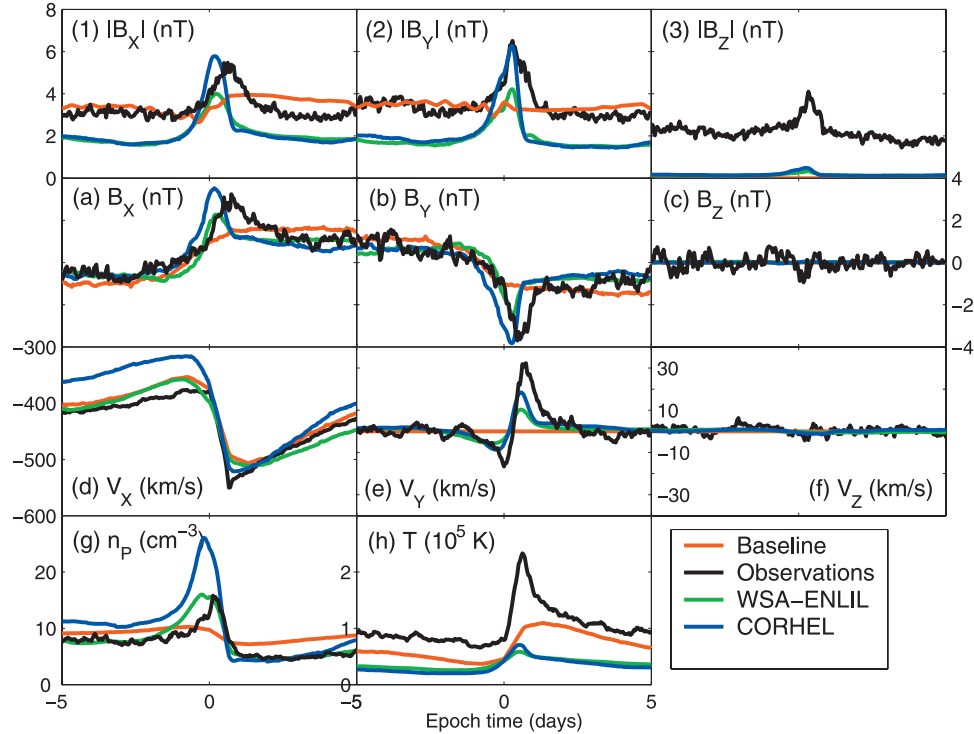 (1) |B_X| (nT)
(2) |B_Y| (nT)
(3) |B_Z| (nT)
8
6
4
2
0
(a) B_X (nT)
(b) B_Y (nT)
(c) B_Z (nT)
4
2
0
−2
−4
−300
−400
−500
−600
(d) V_X (km/s)
(e) V_Y (km/s)
(f) V_Z (km/s)
30
10
−10
−30
(g) n_P (cm⁻³)
(h) T (10⁵ K)
20
10
0
2
1
0
Baseline
Observations
WSA−ENLIL
CORHEL
−5
0
−5
0
5
Epoch time (days)